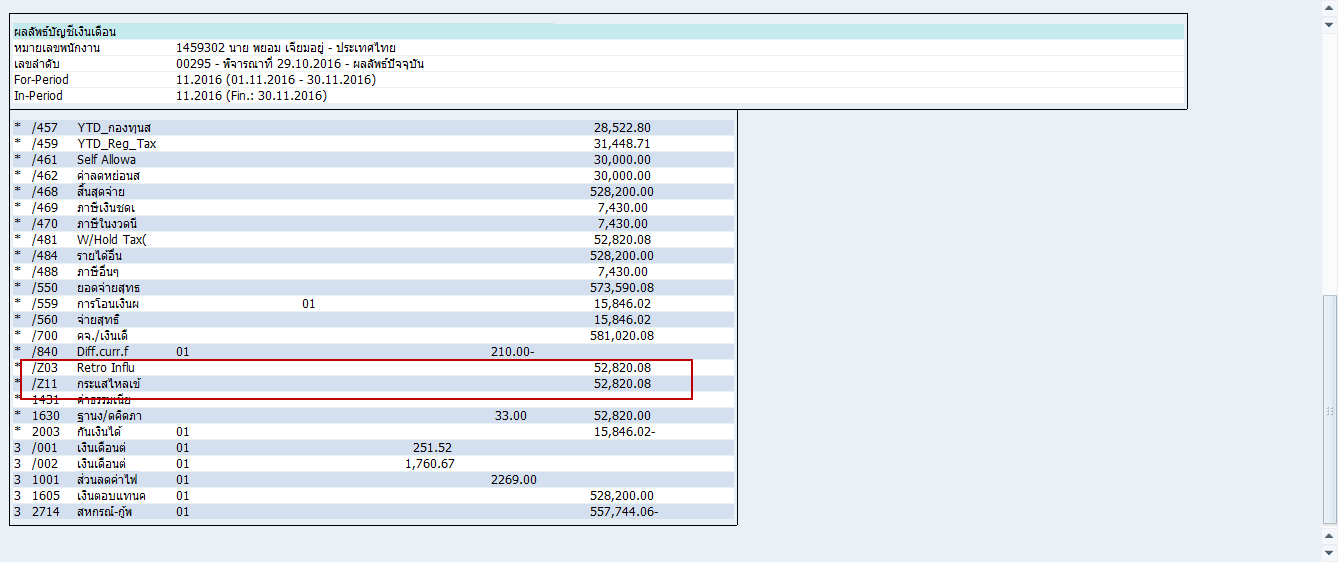 ผลลัพธ์บัญชีเงินเดือน
หมายเลขพนักงาน 1459302 นาย พยอม เจียมอยู่ - ประเทศไทย
เลขลำดับ 00295 - พิจารณาที่ 29.10.2016 - ผลลัพธ์ปัจจุบัน
For-Period 11.2016 (01.11.2016 - 30.11.2016)
In-Period 11.2016 (Fin.: 30.11.2016)
* /457 YTD_กองทุนส 28,522.80
* /459 YTD_Reg_Tax 31,448.71
* /461 Self Allowa 30,000.00
* /462 ค่าลดหย่อนส 30,000.00
* /468 สิ้นสุดจ่าย 528,200.00
* /469 ภาษีเงินชดเ 7,430.00
* /470 ภาษีในงวดนี้ 7,430.00
* /481 W/Hold Tax( 52,820.08
* /484 รายได้อื่น 528,200.00
* /488 ภาษีอื่นๆ 7,430.00
* /550 ยอดจ่ายสุทธ 573,590.08
* /559 การโอนเงินผ 01 15,846.02
* /560 จ่ายสุทธิ 15,846.02
* /700 คจ./เงินเดื 581,020.08
* /840 Diff.curr.f 01 210.00-
* /Z03 Retro Influ 52,820.08
* /Z11 กระแสไหลเข้ 52,820.08
* 1431 ค่าธรรมเนีย
* 1630 ฐานง/ดคิดภา 33.00 52,820.00
* 2003 กันเงินได้ 01 15,846.02-
3 /001 เงินเดือนต่ 01 251.52
3 /002 เงินเดือนต่ 01 1,760.67
3 1001 ส่วนลดค่าไฟ 01 2269.00
3 1605 เงินตอบแทนค 01 528,200.00
3 2714 สหกรณ์-กู้พ 01 557,744.06-